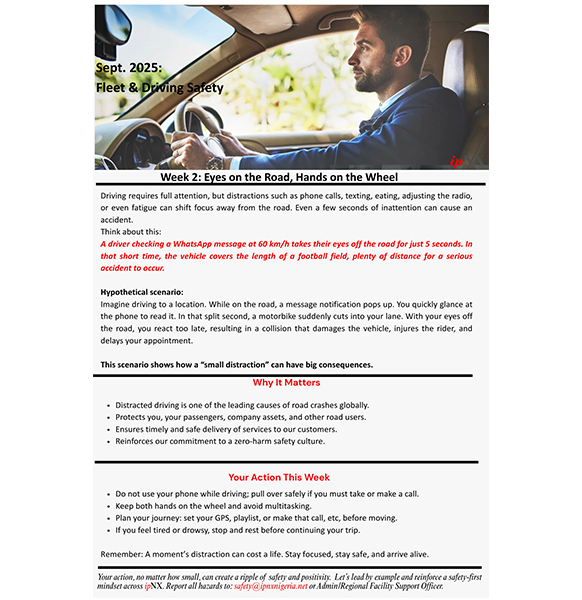 Sept. 2025:
Fleet & Driving Safety
ip
Week 2: Eyes on the Road, Hands on the Wheel
Driving requires full attention, but distractions such as phone calls, texting, eating, adjusting the radio,
or even fatigue can shift focus away from the road. Even a few seconds of inattention can cause an
accident.
Think about this:
A driver checking a WhatsApp message at 60 km/h takes their eyes off the road for just 5 seconds. In
that short time, the vehicle covers the length of a football field, plenty of distance for a serious
accident to occur.
Hypothetical scenario:
Imagine driving to a location. While on the road, a message notification pops up. You quickly glance at
the phone to read it. In that split second, a motorbike suddenly cuts into your lane. With your eyes off
the road, you react too late, resulting in a collision that damages the vehicle, injures the rider, and
delays your appointment.
This scenario shows how a “small distraction” can have big consequences.
Why It Matters
• Distracted driving is one of the leading causes of road crashes globally.
• Protects you, your passengers, company assets, and other road users.
• Ensures timely and safe delivery of services to our customers.
• Reinforces our commitment to a zero-harm safety culture.
Your Action This Week
• Do not use your phone while driving; pull over safely if you must take or make a call.
• Keep both hands on the wheel and avoid multitasking.
• Plan your journey: set your GPS, playlist, or make that call, etc, before moving.
• If you feel tired or drowsy, stop and rest before continuing your trip.
Remember: A moment’s distraction can cost a life. Stay focused, stay safe, and arrive alive.
Your action, no matter how small, can create a ripple of safety and positivity. Let's lead by example and reinforce a safety-first
mindset across ipNX. Report all hazards to: safety@ipnxnigeria.net or Admin/Regional Facility Support Officer.